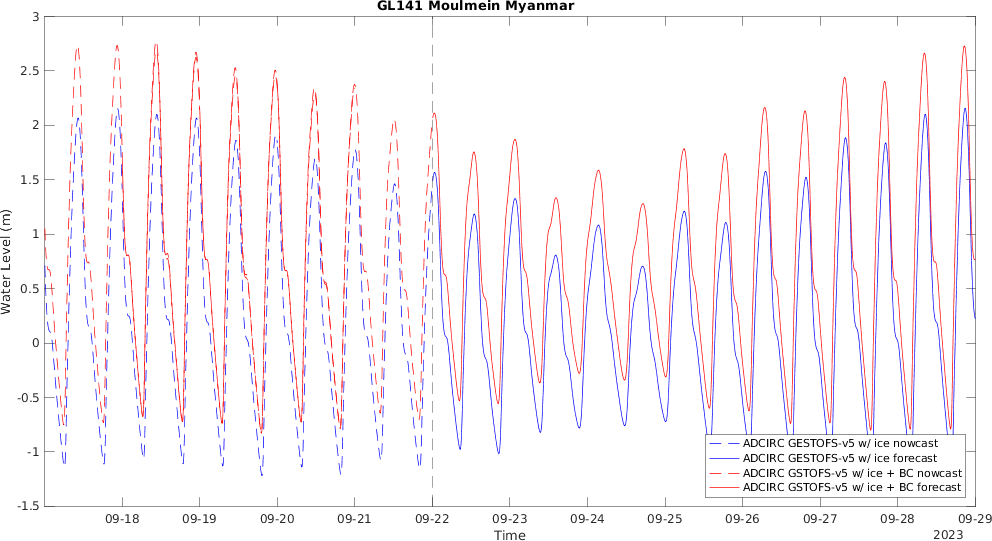 GL141 Moulmein Myanmar
3
2.5
2
1.5
1
0.5
0
-0.5
-1
-1.5
Water Level (m)
ADCIRC GESTOFS-v5 w/ ice nowcast
ADCIRC GESTOFS-v5 w/ ice forecast
ADCIRC GSTOFS-v5 w/ ice + BC nowcast
ADCIRC GSTOFS-v5 w/ ice + BC forecast
09-18 09-19 09-20 09-21 09-22 09-23 09-24 09-25 09-26 09-27 09-28 09-29
Time
2023